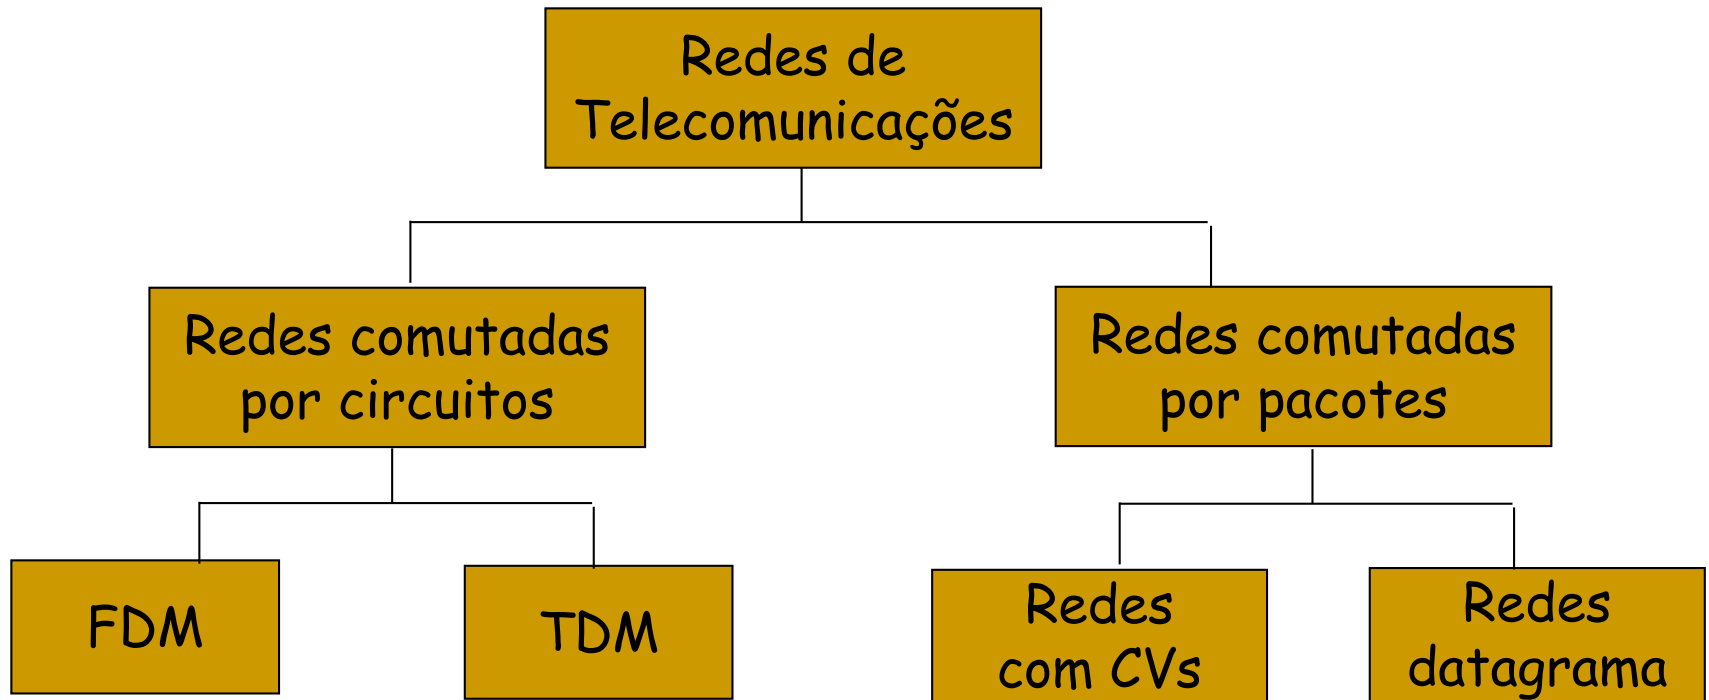 Redes de
Telecomunicações
Redes comutadas
por circuitos
Redes comutadas
por pacotes
FDM
TDM
Redes
com CVs
Redes
datagrama